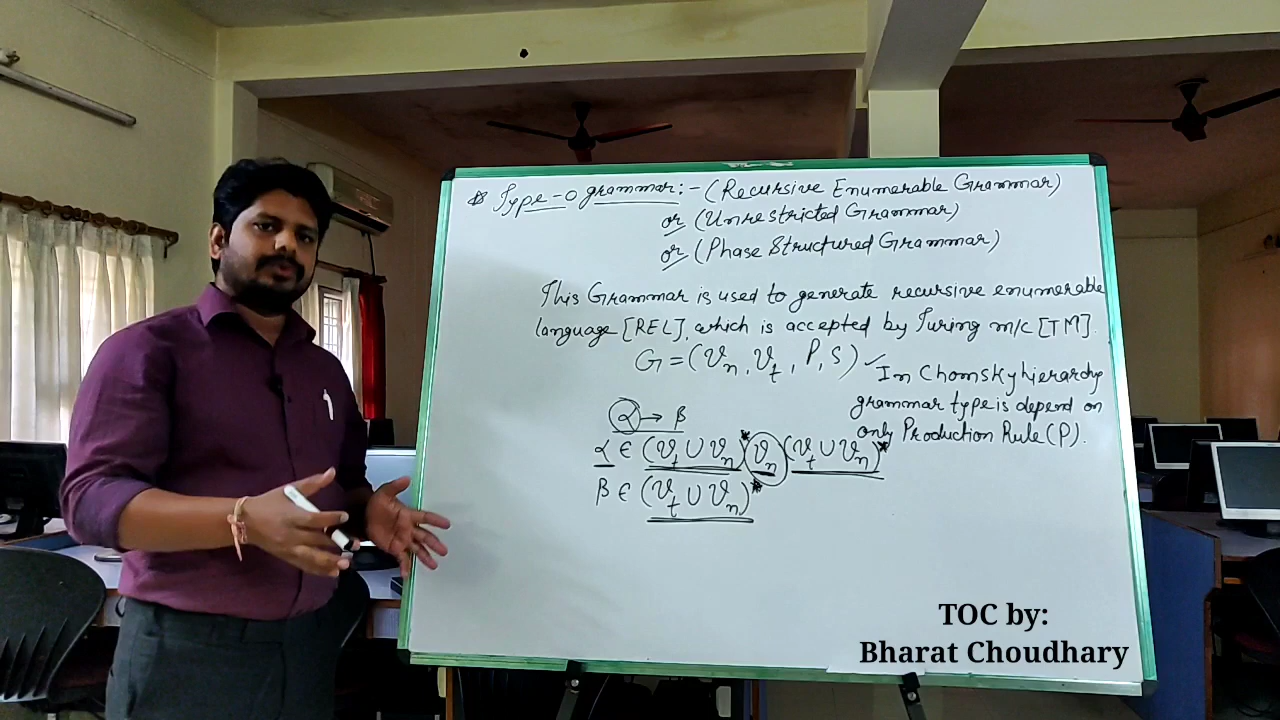 Type-0 grammar:- (Recursive Enumerable Grammar)
or (Unrestricted Grammar)
or (Phase Structured Grammar)
This Grammar is used to generate recursive enumerable
language [REL], which is accepted by Turing m/c [TM].
G = (Vn, Vt, P, S) ✓ In Chomsky hierarchy
grammar type is depend on
only Production Rule (P).
α → β
α ∈ (Vt ∪ Vn)* Vn (Vt ∪ Vn)*
β ∈ (Vt ∪ Vn)*
TOC by:
Bharat Choudhary